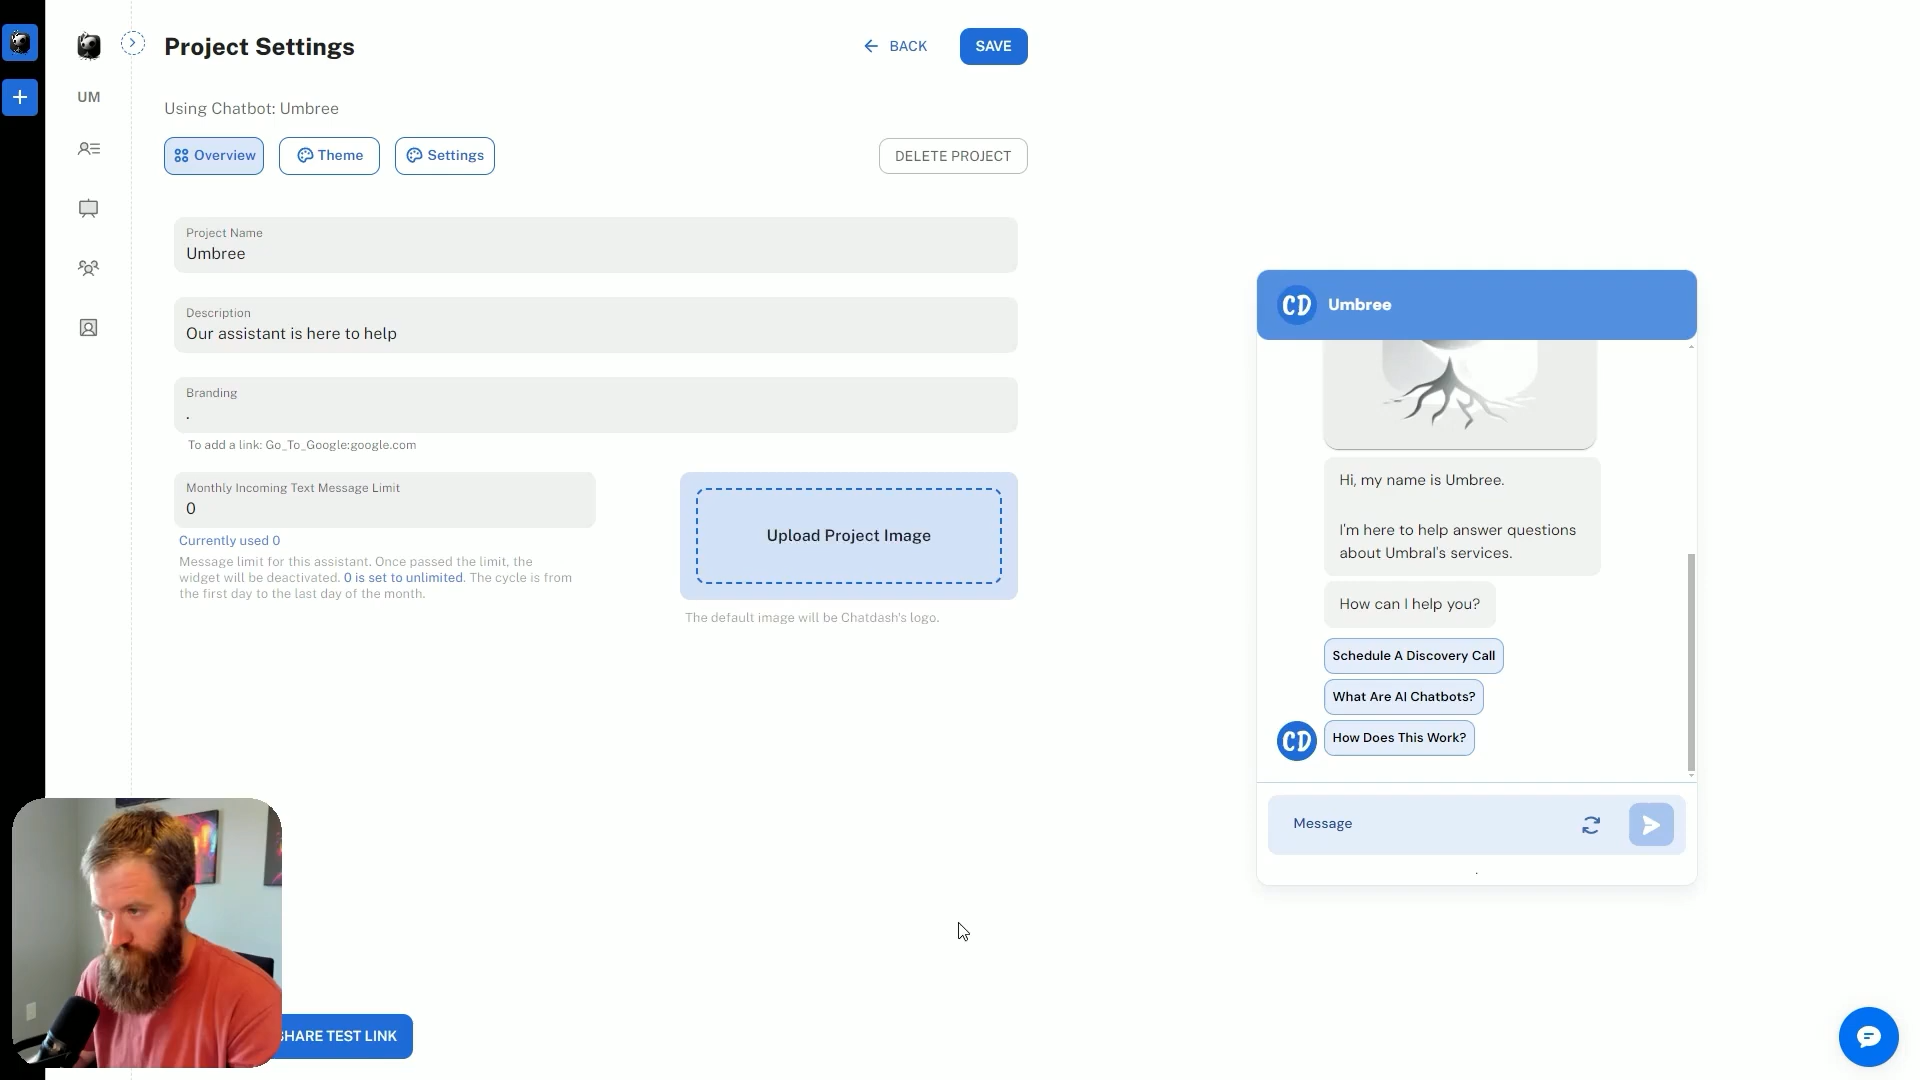 Project Settings
BACK
SAVE
UM
Using Chatbot: Umbree
Overview
Theme
Settings
DELETE PROJECT
Project Name
Umbree
Description
Our assistant is here to help
Branding
.
To add a link: Go_To_Google:google.com
Monthly Incoming Text Message Limit
0
Currently used 0
Message limit for this assistant. Once passed the limit, the
widget will be deactivated. 0 is set to unlimited. The cycle is from
the first day to the last day of the month.
Upload Project Image
The default image will be Chatdash's logo.
SHARE TEST LINK
CD Umbree
Hi, my name is Umbree.
I'm here to help answer questions
about Umbral's services.
How can I help you?
Schedule A Discovery Call
What Are AI Chatbots?
CD
How Does This Work?
Message
.